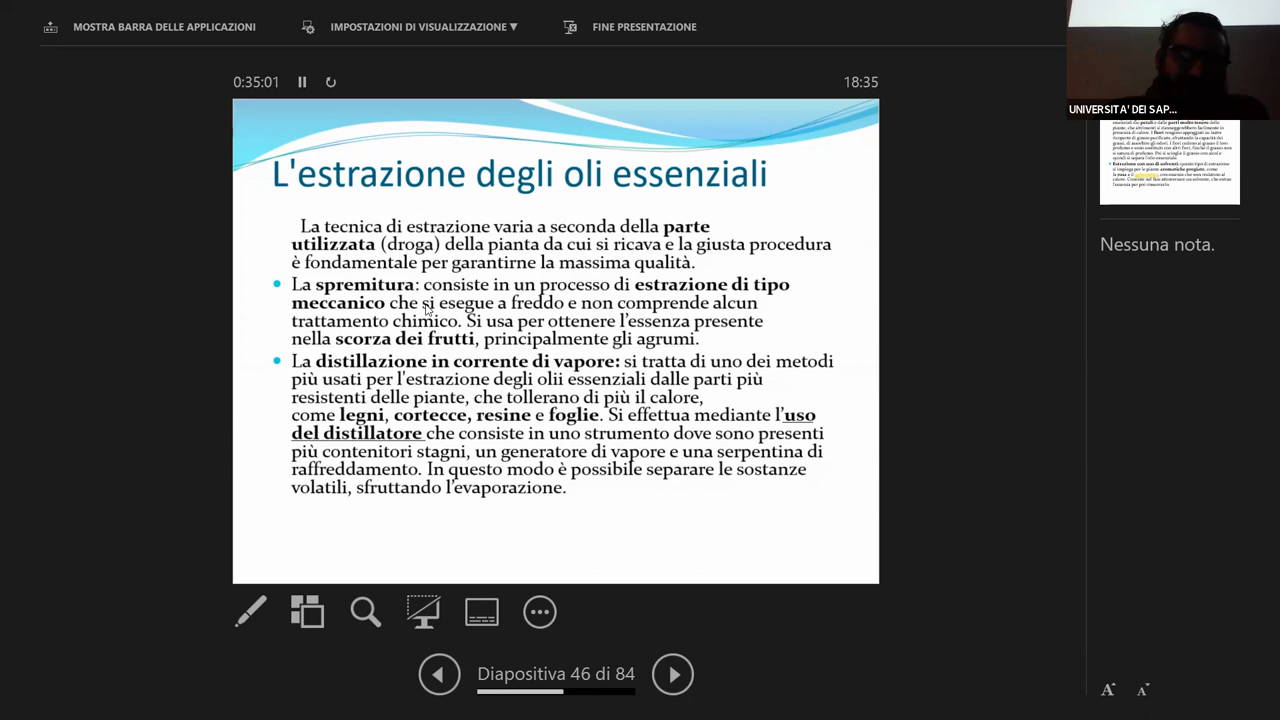 MOSTRA BARRA DELLE APPLICAZIONI
IMPOSTAZIONI DI VISUALIZZAZIONE ▼
FINE PRESENTAZIONE
UNIVERSITA' DEI SAP...
0:35:01
18:35
L'estrazione degli oli essenziali
La tecnica di estrazione varia a seconda della parte
utilizzata (droga) della pianta da cui si ricava e la giusta procedura
è fondamentale per garantirne la massima qualità.
• La spremitura: consiste in un processo di estrazione di tipo
meccanico che si esegue a freddo e non comprende alcun
trattamento chimico. Si usa per ottenere l’essenza presente
nella scorza dei frutti, principalmente gli agrumi.
• La distillazione in corrente di vapore: si tratta di uno dei metodi
più usati per l'estrazione degli olii essenziali dalle parti più
resistenti delle piante, che tollerano di più il calore,
come legni, cortecce, resine e foglie. Si effettua mediante l’uso
del distillatore che consiste in uno strumento dove sono presenti
più contenitori stagni, un generatore di vapore e una serpentina di
raffreddamento. In questo modo è possibile separare le sostanze
volatili, sfruttando l’evaporazione.
Diapositiva 46 di 84
Nessuna nota.
A A